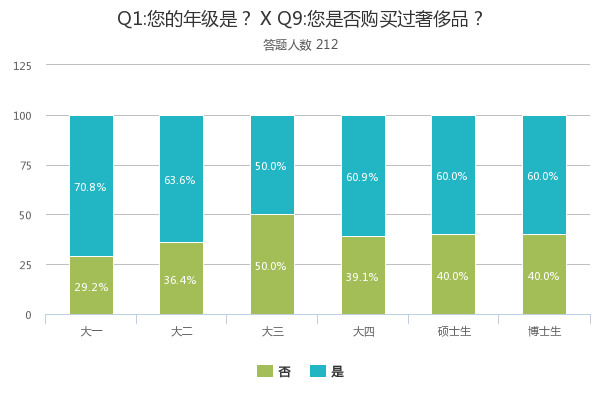 Q1:您的年级是？ X Q9:您是否购买过奢侈品？
答题人数 212
125
100
75
50
25
0
70.8%
63.6%
50.0%
60.9%
60.0%
60.0%
29.2%
36.4%
50.0%
39.1%
40.0%
40.0%
大一
大二
大三
大四
硕士生
博士生
否
是